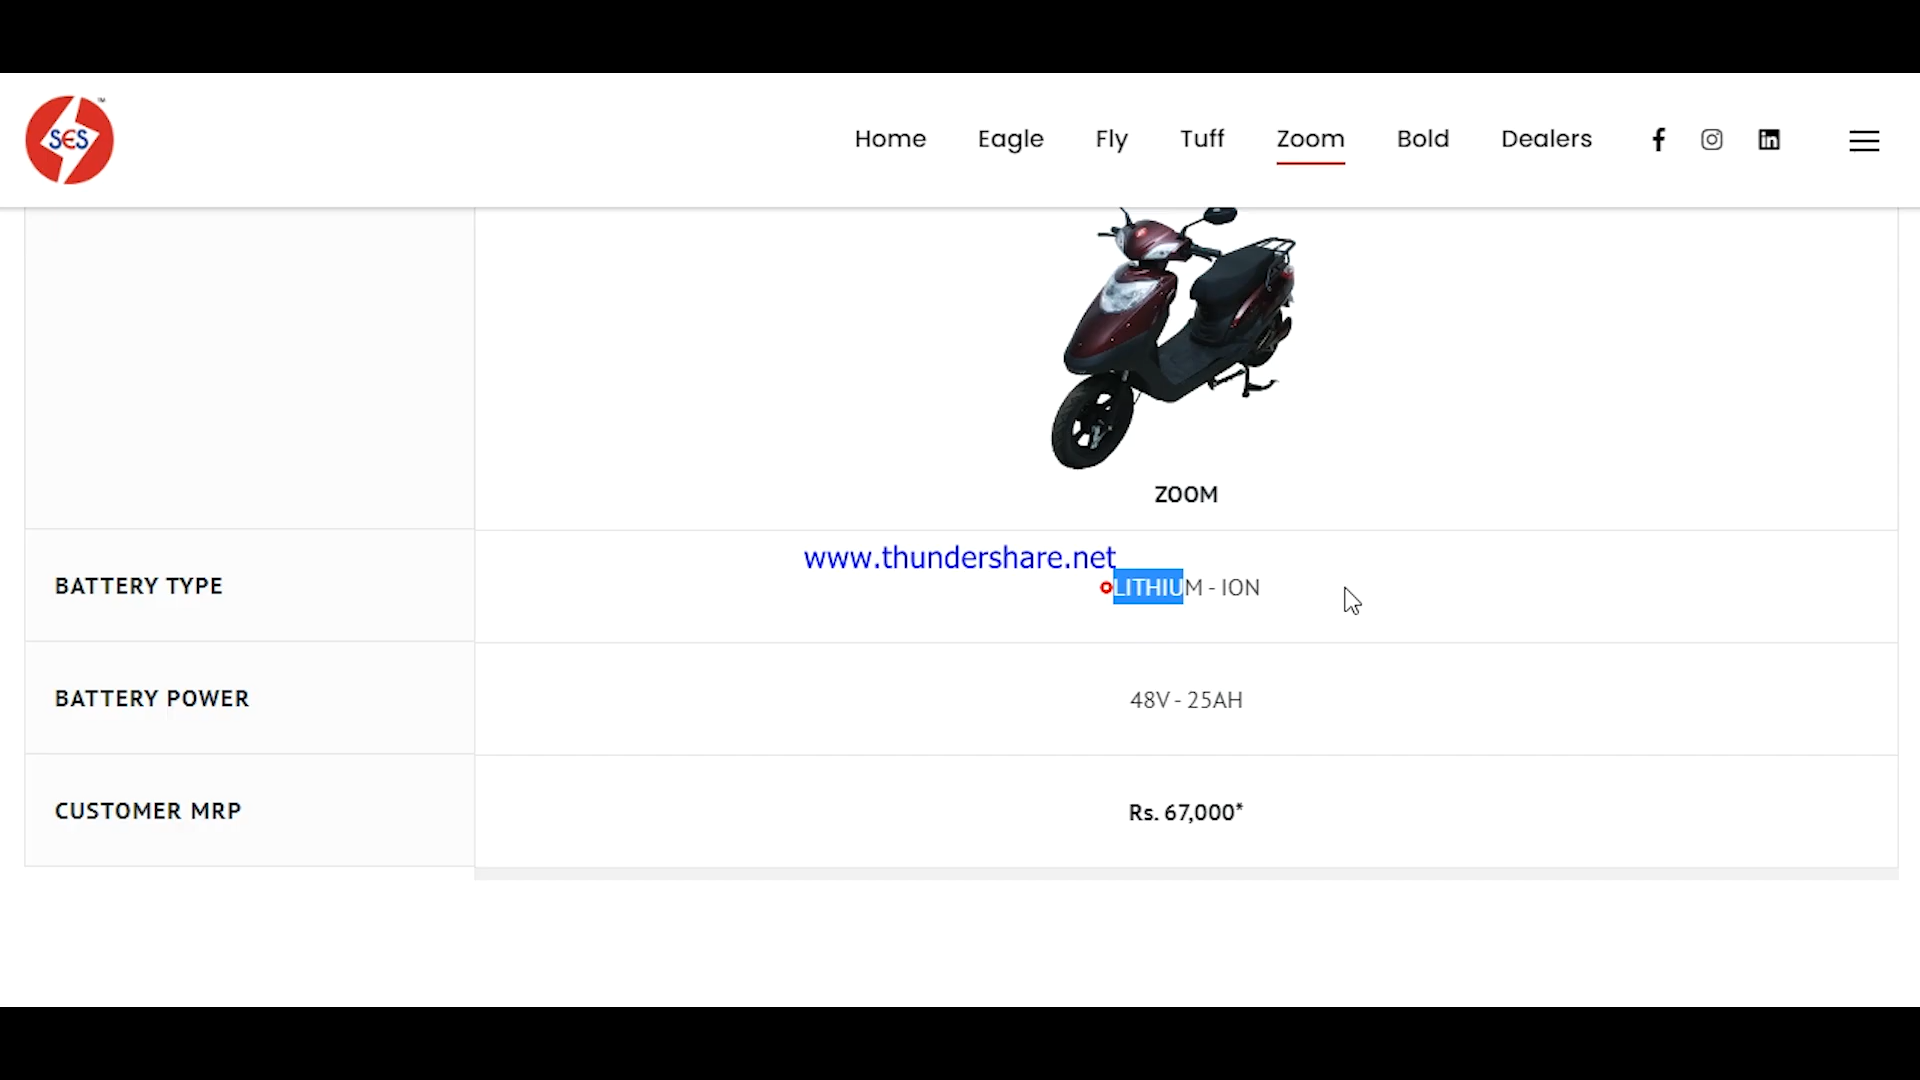 SES
TM
Home Eagle Fly Tuff Zoom Bold Dealers
ZOOM
www.thundershare.net
BATTERY TYPE LITHIUM - ION
BATTERY POWER 48V - 25AH
CUSTOMER MRP Rs. 67,000*